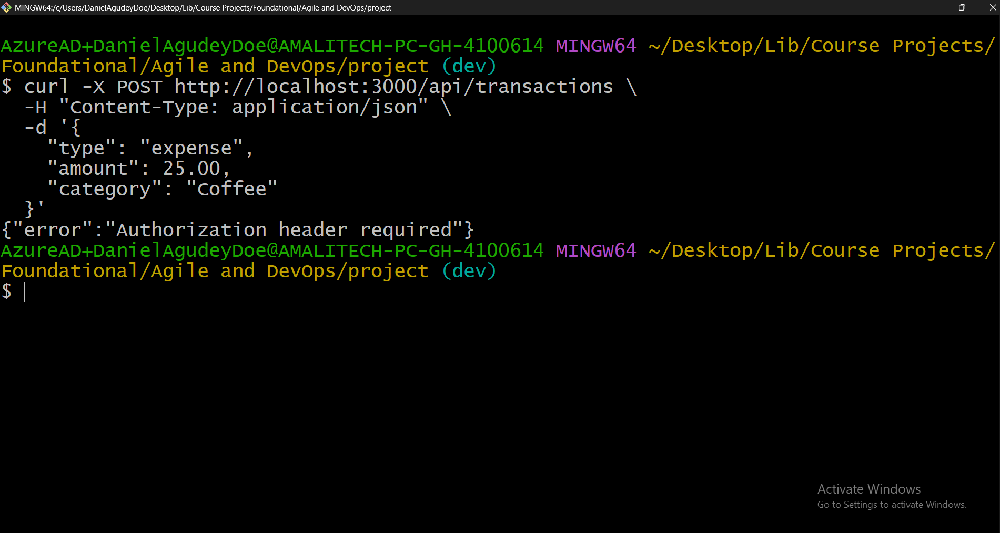 MINGW64:/c/Users/DanielAgudeyDoe/Desktop/Lib/Course Projects/Foundational/Agile and DevOps/project
AzureAD+DanielAgudeyDoe@AMALITECH-PC-GH-4100614 MINGW64 ~/Desktop/Lib/Course Projects/
Foundational/Agile and DevOps/project (dev)
$ curl -X POST http://localhost:3000/api/transactions \
  -H "Content-Type: application/json" \
  -d '{
    "type": "expense",
    "amount": 25.00,
    "category": "Coffee"
  }'
{"error":"Authorization header required"}
AzureAD+DanielAgudeyDoe@AMALITECH-PC-GH-4100614 MINGW64 ~/Desktop/Lib/Course Projects/
Foundational/Agile and DevOps/project (dev)
$
Activate Windows
Go to Settings to activate Windows.